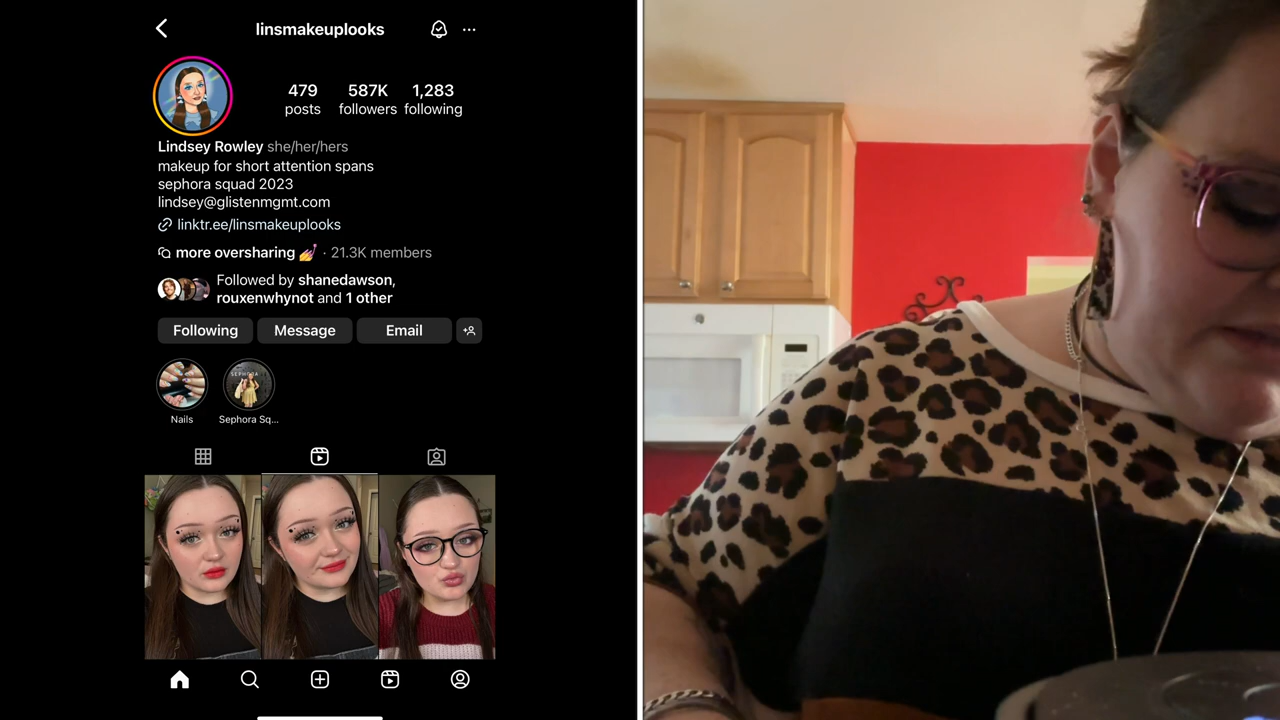 linsmakeuplooks
479 587K 1,283
posts followers following
Lindsey Rowley she/her/hers
makeup for short attention spans
sephora squad 2023
lindsey@glistenmgmt.com
linktr.ee/linsmakeuplooks
more oversharing 💅 · 21.3K members
Followed by shanedawson,
rouxenwhynot and 1 other
Following Message Email
SEPHORA
Nails Sephora Sq...